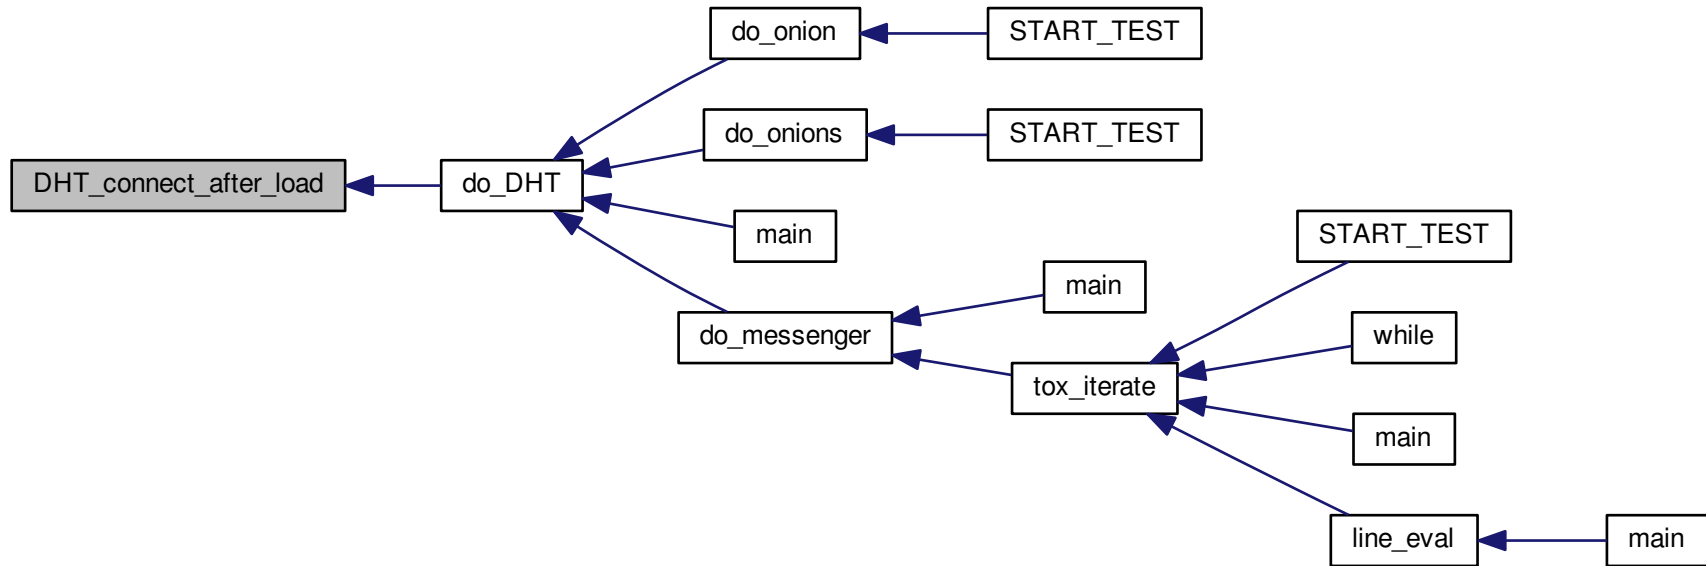 do_onion
START_TEST
do_onions
START_TEST
DHT_connect_after_load
do_DHT
main
START_TEST
main
do_messenger
while
tox_iterate
main
line_eval
main